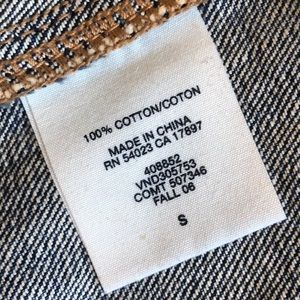 100% COTTON/COTON
MADE IN CHINA
RN 54023 CA 17897
408852
VND305753
COMT 507346
FALL 06
S